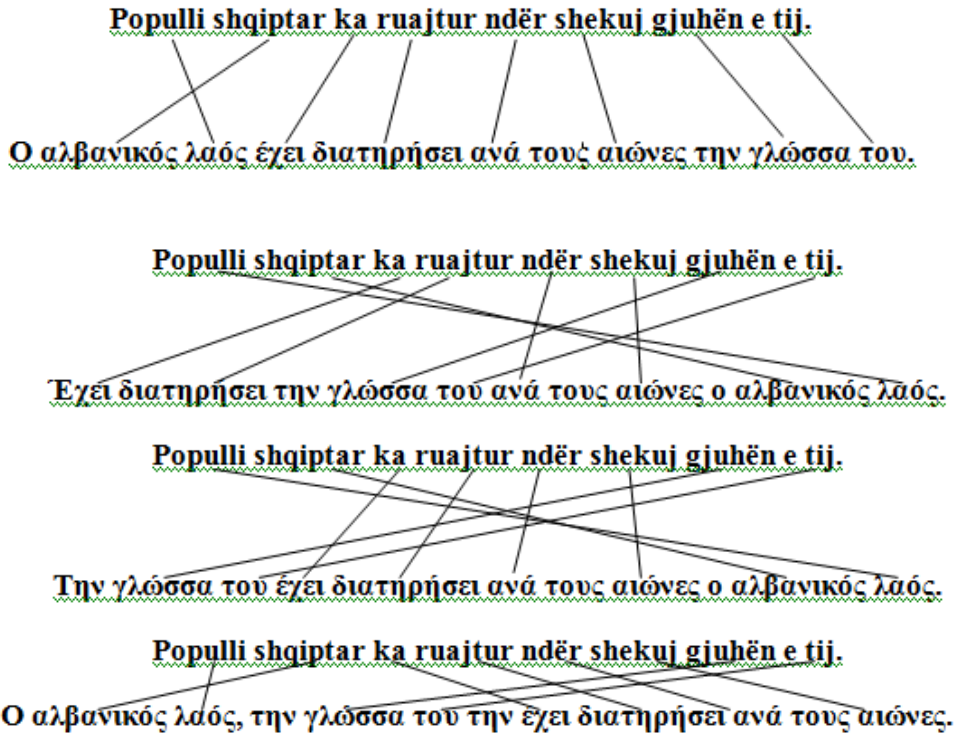 Populli shqiptar ka ruajtur ndër shekuj gjuhën e tij.
Ο αλβανικός λαός έχει διατηρήσει ανά τους αιώνες την γλώσσα του.
Populli shqiptar ka ruajtur ndër shekuj gjuhën e tij.
Έχει διατηρήσει την γλώσσα του ανά τους αιώνες ο αλβανικός λαός.
Populli shqiptar ka ruajtur ndër shekuj gjuhën e tij.
Την γλώσσα του έχει διατηρήσει ανά τους αιώνες ο αλβανικός λαός.
Populli shqiptar ka ruajtur ndër shekuj gjuhën e tij.
Ο αλβανικός λαός, την γλώσσα του την έχει διατηρήσει ανά τους αιώνες.